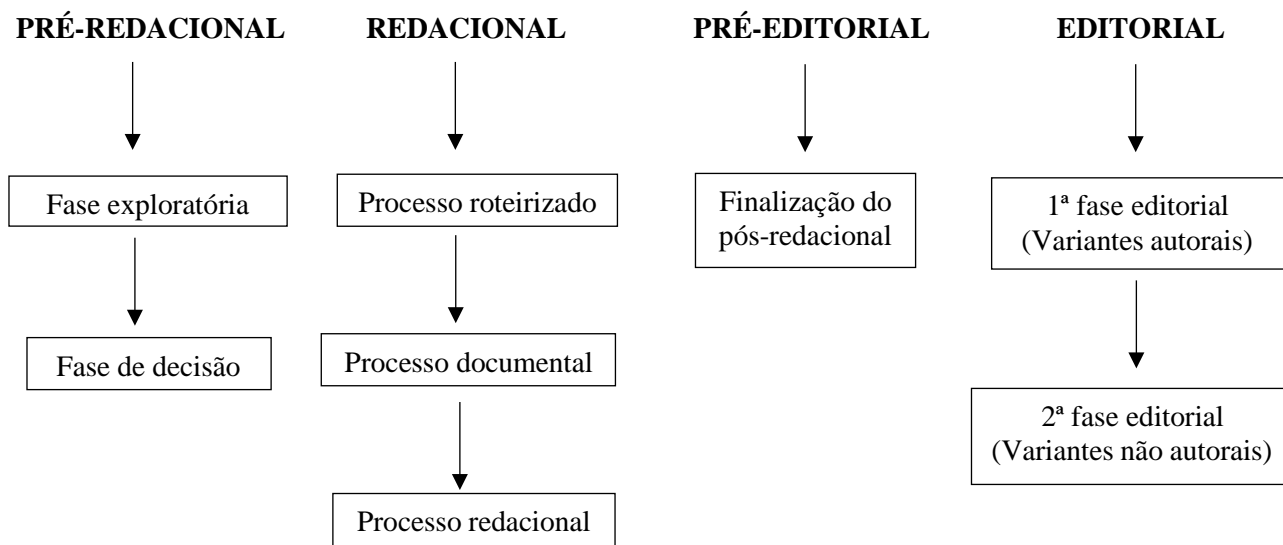 PRÉ-REDACIONAL
REDACIONAL
PRÉ-EDITORIAL
EDITORIAL
Fase exploratória
Processo roteirizado
Finalização do
pós-redacional
1ª fase editorial
(Variantes autorais)
Fase de decisão
Processo documental
2ª fase editorial
(Variantes não autorais)
Processo redacional